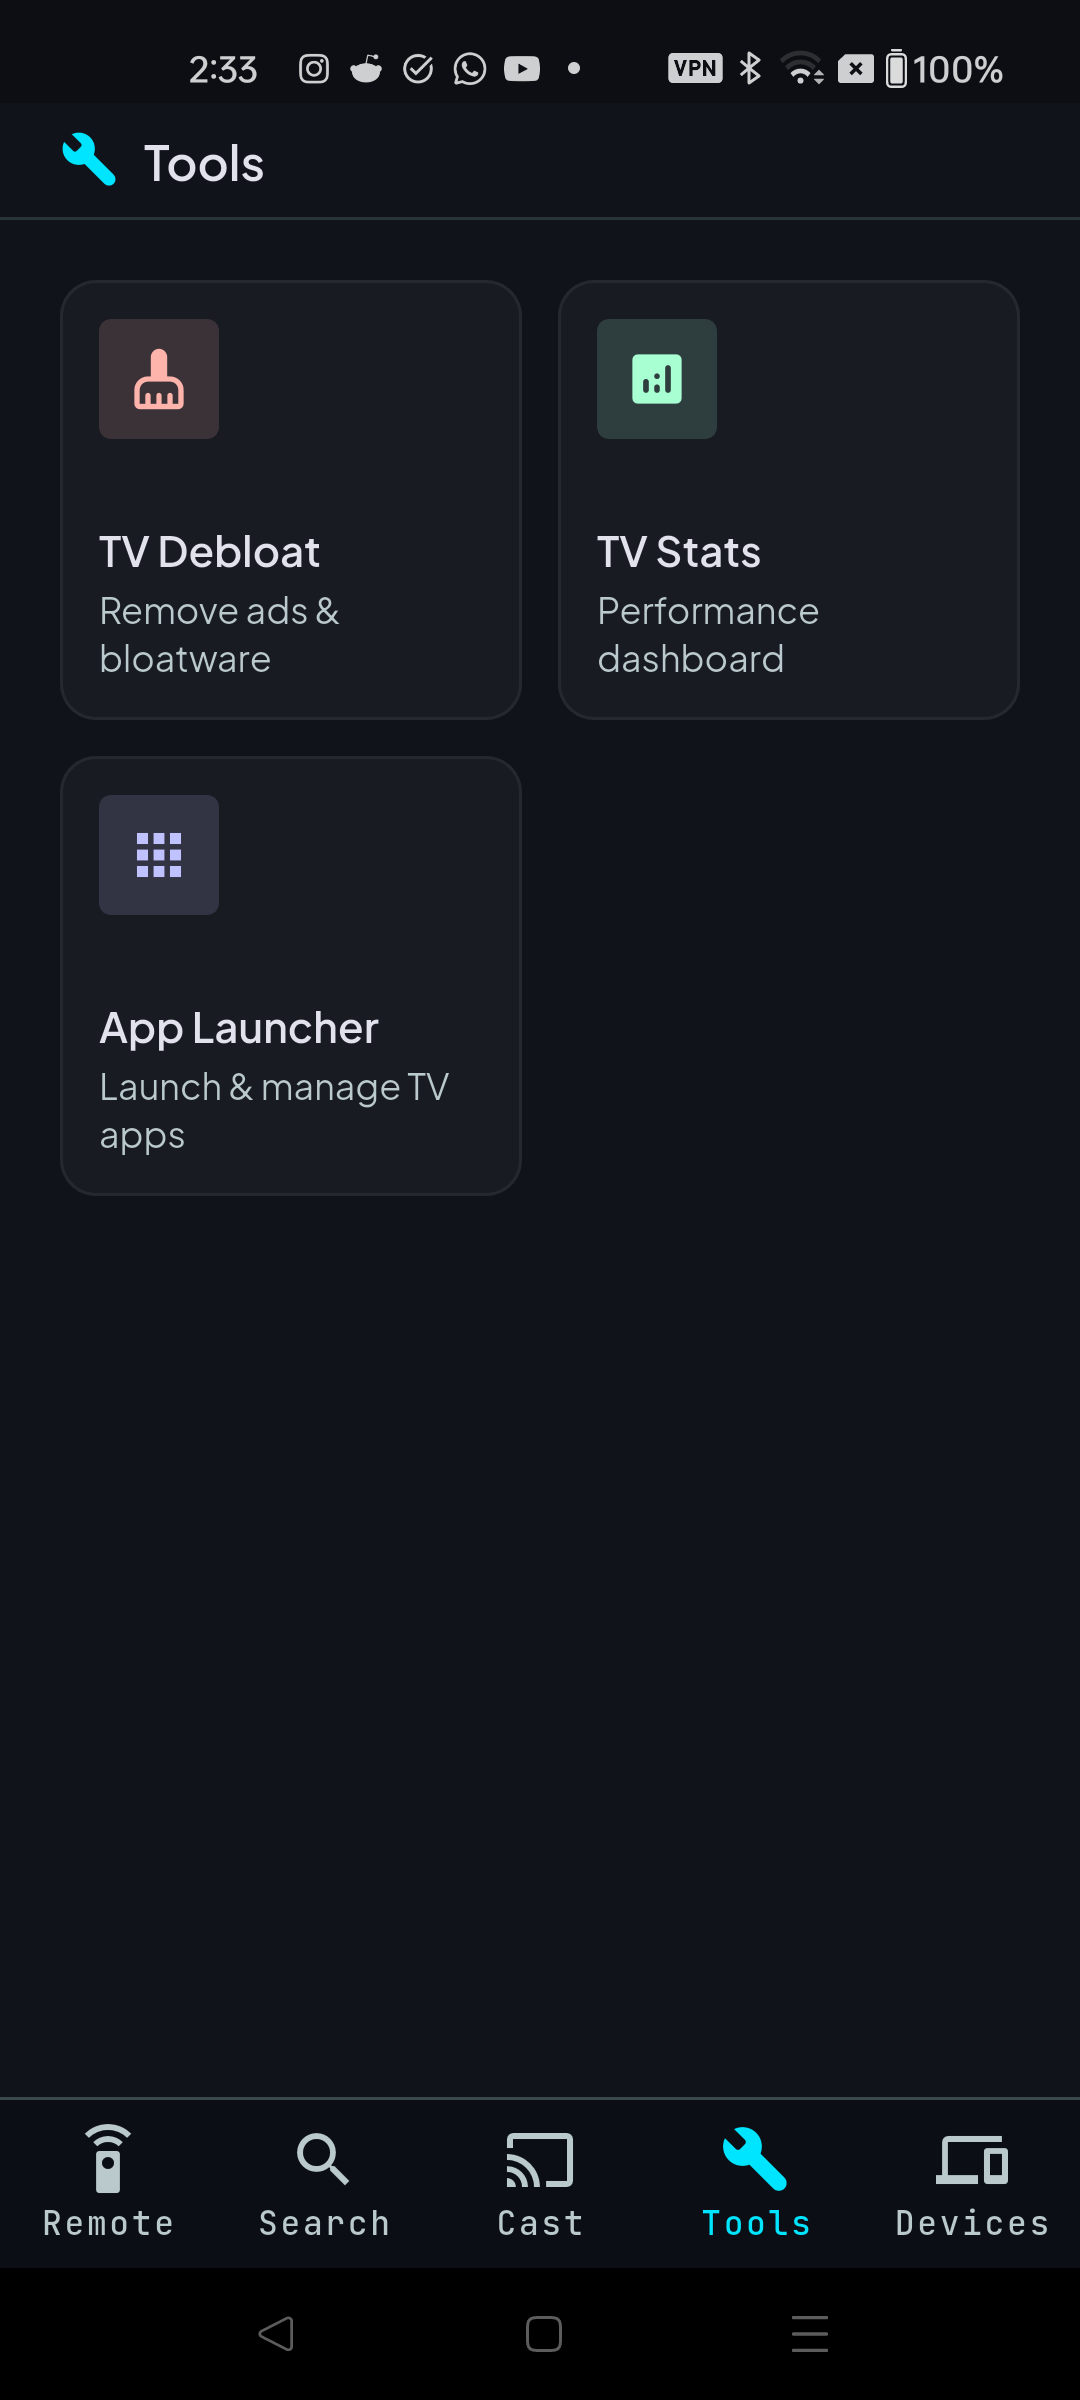 2:33 VPN 100%
Tools
TV Debloat
Remove ads &
bloatware
TV Stats
Performance
dashboard
App Launcher
Launch & manage TV
apps
Remote Search Cast Tools Devices